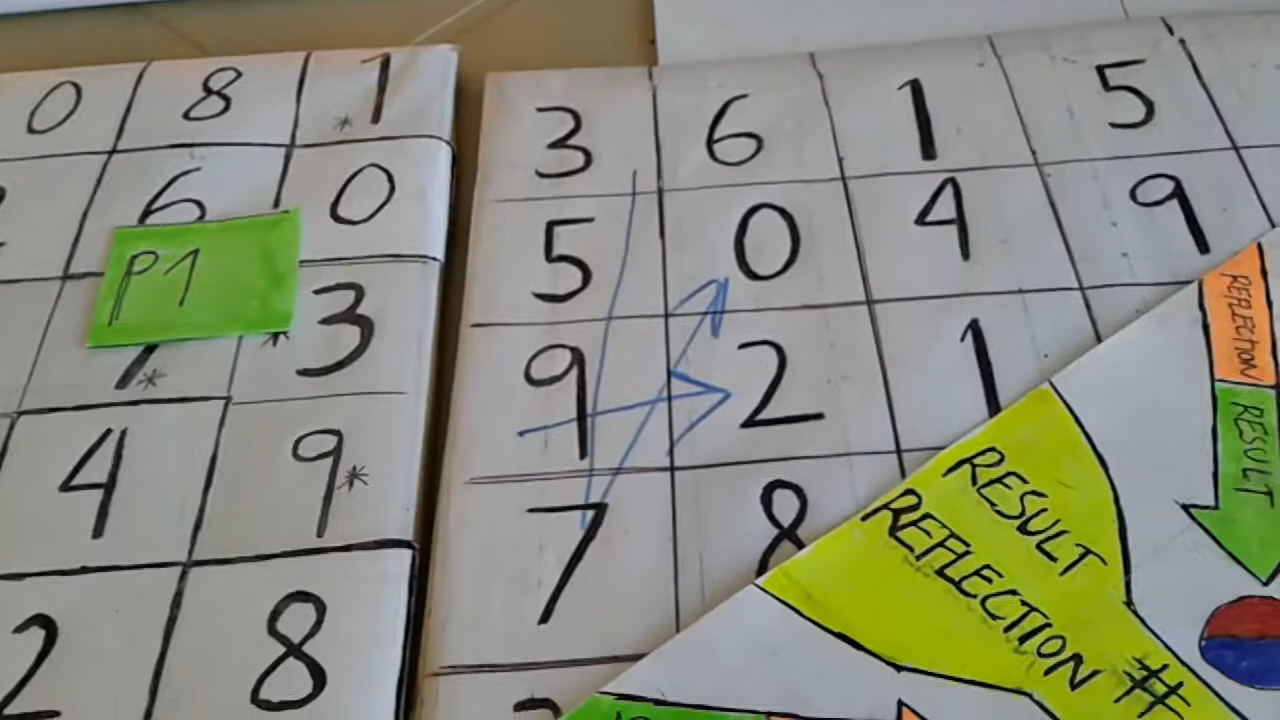 0 8 *1
6 0
P1
7* *3
4 9*
2 8
3 6 1 5
5 0 4 9
9 2 1
7 8
REFLECTION
RESULT
RESULT
REFLECTION #